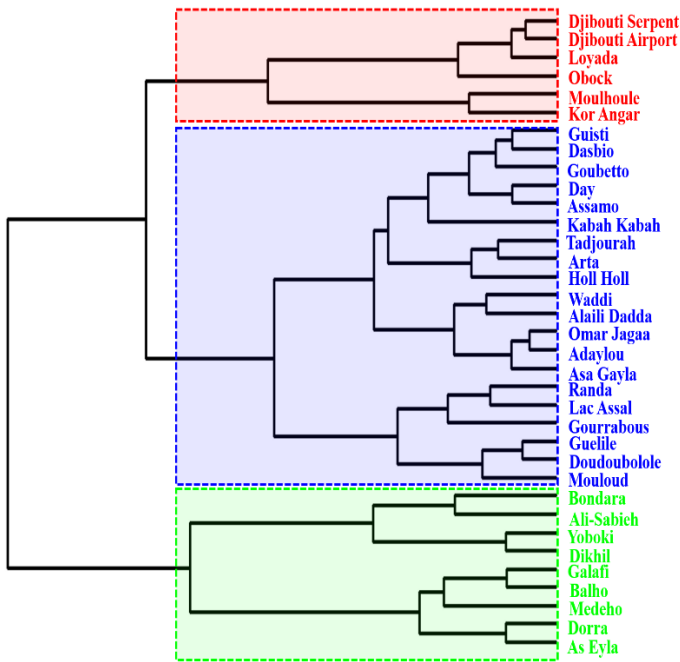 Djibouti Serpent
Djibouti Airport
Loyada
Obock
Moulhoule
Kor Angar
Guisti
Dasbio
Goubetto
Day
Assamo
Kabah Kabah
Tadjourah
Arta
Holl Holl
Waddi
Alaili Dadda
Omar Jagaa
Adaylou
Asa Gayla
Randa
Lac Assal
Gourrabous
Guelile
Doudoubolole
Mouloud
Bondara
Ali-Sabieh
Yoboki
Dikhil
Galafi
Balho
Medeho
Dorra
As Eyla